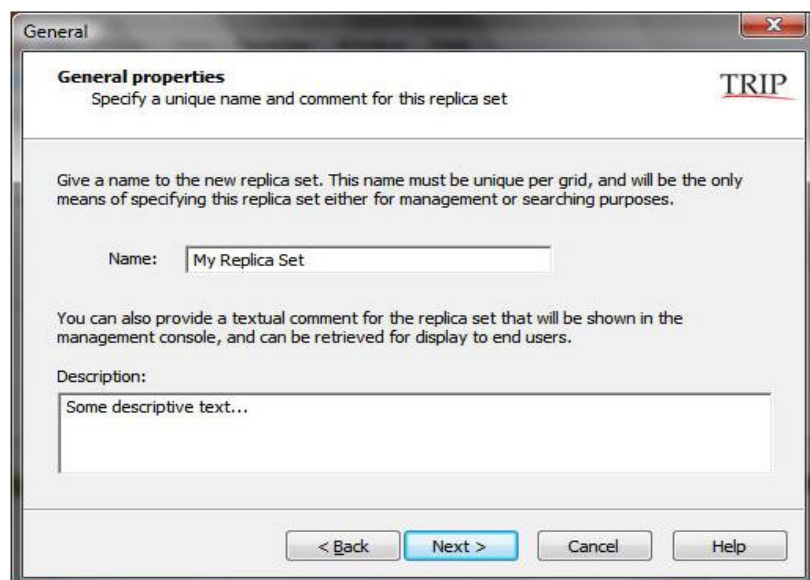 General
General properties
Specify a unique name and comment for this replica set
TRIP
Give a name to the new replica set. This name must be unique per grid, and will be the only
means of specifying this replica set either for management or searching purposes.
Name: My Replica Set
You can also provide a textual comment for the replica set that will be shown in the
management console, and can be retrieved for display to end users.
Description:
Some descriptive text...
< Back Next > Cancel Help